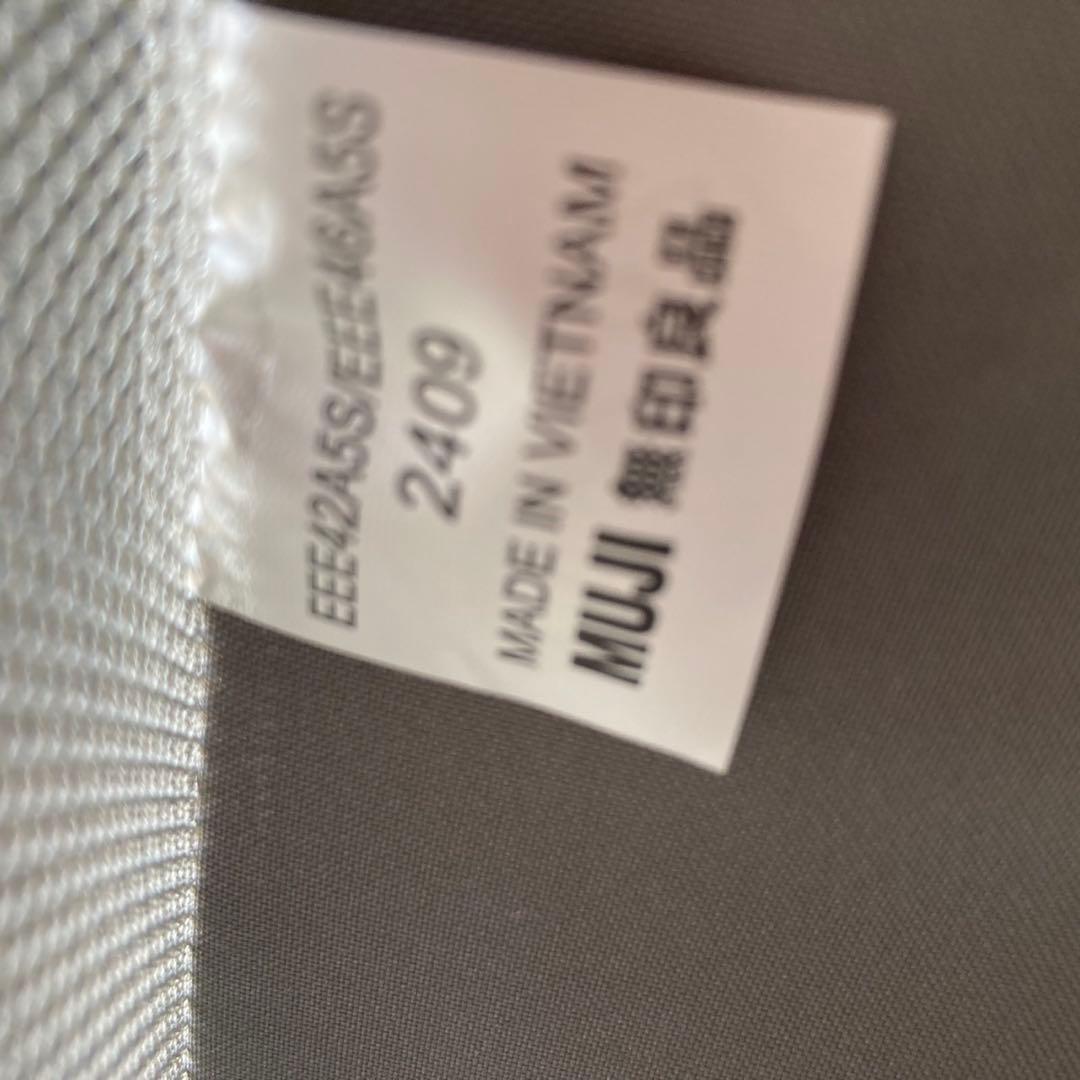 EEE42A5S/EEE46A5S
2409
MADE IN VIETNAM
MUJI 無印良品